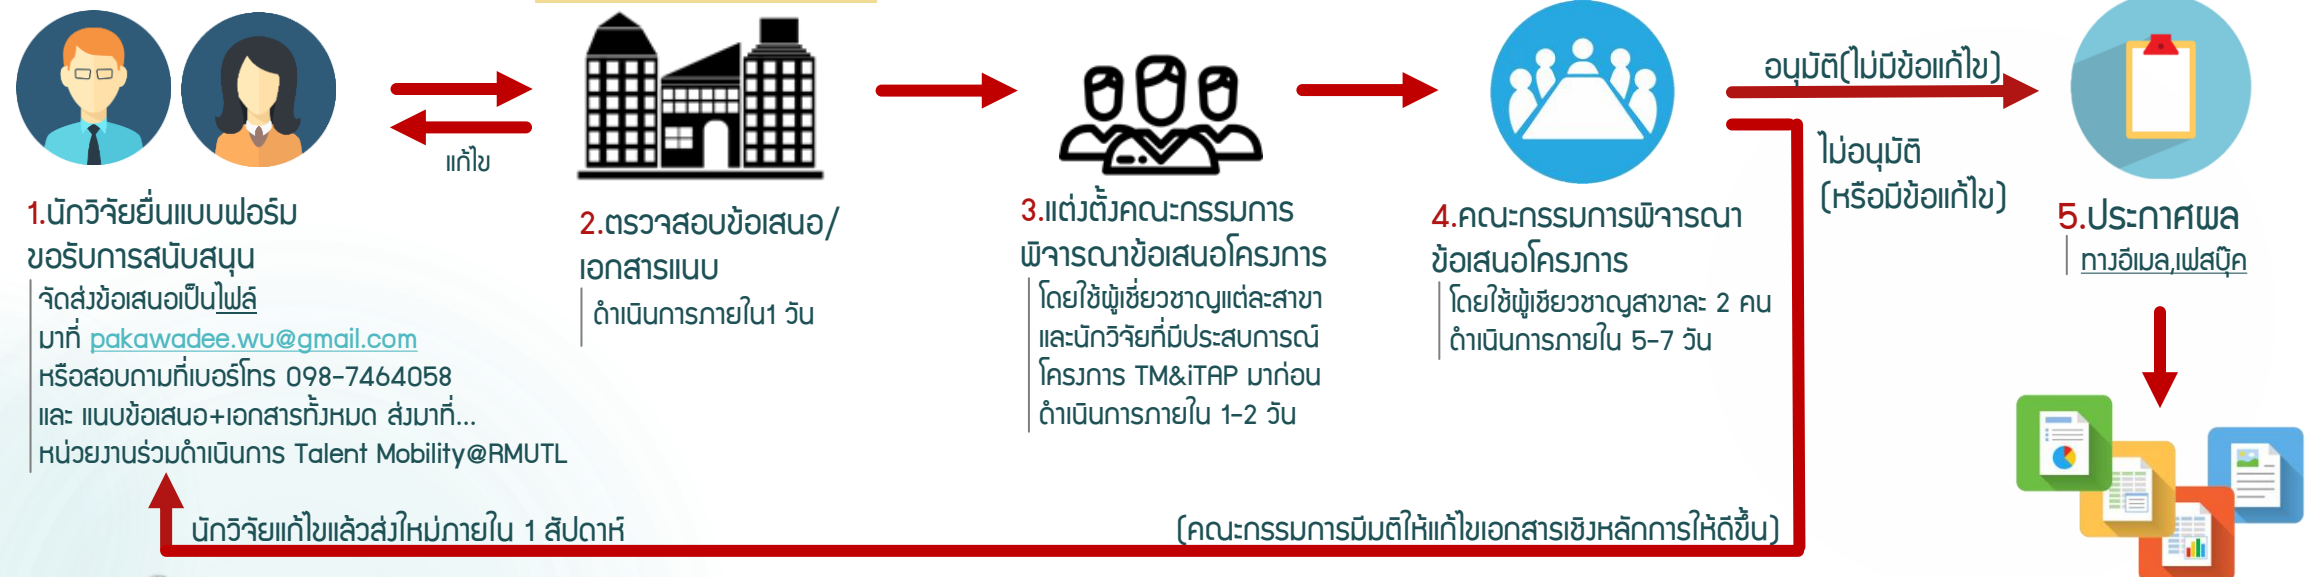 แก้ไข
1.นักวิจัยยื่นแบบฟอร์ม
ขอรับการสนับสนุน
จัดส่งข้อเสนอเป็นไฟล์
มาที่ pakawadee.wu@gmail.com
หรือสอบถามที่เบอร์โทร 098-7464058
และ แนบข้อเสนอ+เอกสารทั้งหมด ส่งมาที่...
หน่วยงานร่วมดำเนินการ Talent Mobility@RMUTL
2.ตรวจสอบข้อเสนอ/
เอกสารแนบ
ดำเนินการภายใน1 วัน
3.แต่งตั้งคณะกรรมการ
พิจารณาข้อเสนอโครงการ
โดยใช้ผู้เชี่ยวชาญแต่ละสาขา
และนักวิจัยที่มีประสบการณ์
โครงการ TM&iTAP มาก่อน
ดำเนินการภายใน 1-2 วัน
4.คณะกรรมการพิจารณา
ข้อเสนอโครงการ
โดยใช้ผู้เชียวชาญสาขาละ 2 คน
ดำเนินการภายใน 5-7 วัน
อนุมัติ(ไม่มีข้อแก้ไข)
ไม่อนุมัติ
(หรือมีข้อแก้ไข)
5.ประกาศผล
ทางอีเมล,เฟสบุ๊ค
นักวิจัยแก้ไขแล้วส่งใหม่ภายใน 1 สัปดาห์
(คณะกรรมการมีมติให้แก้ไขเอกสารเชิงหลักการให้ดีขึ้น)